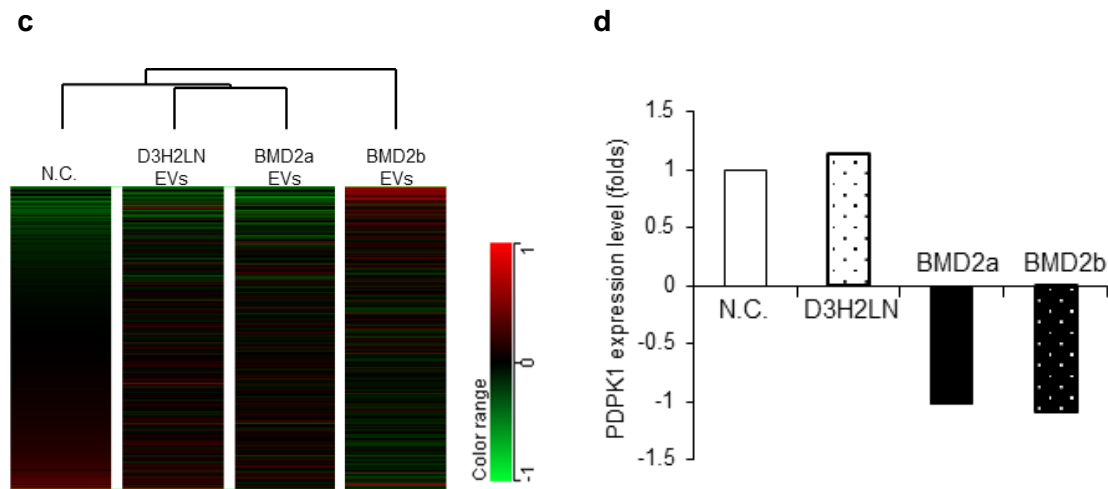 c
N.C.
D3H2LN
EVs
BMD2a
EVs
BMD2b
EVs
Color range
1
0
-1
d
PDPK1 expression level (folds)
1.5
1
0.5
0
-0.5
-1
-1.5
N.C.
D3H2LN
BMD2a
BMD2b